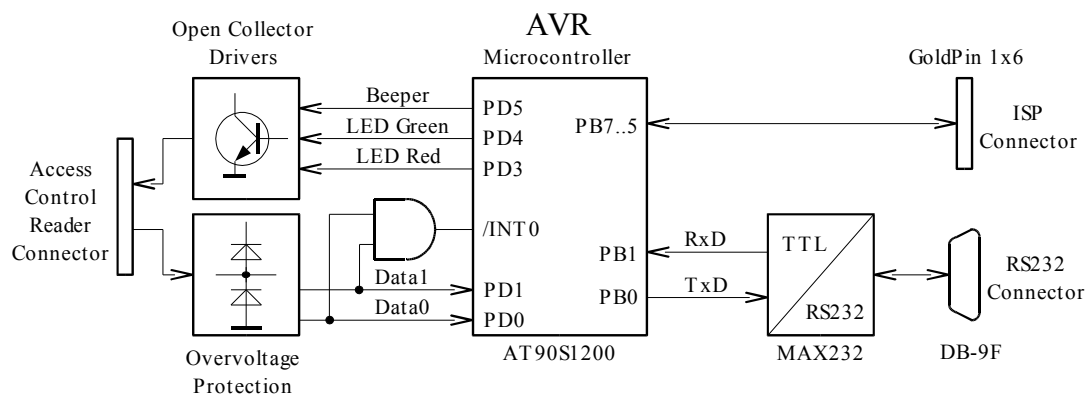 AVR
Open Collector
Drivers
Microcontroller
GoldPin 1x6
Beeper
PD5
LED Green
PD4
PB7..5
ISP
Connector
LED Red
PD3
Access
Control
Reader
Connector
/INT0
RxD
TTL
PB1
Data1
PD1
TxD
PB0
RS232
Connector
Data0
PD0
RS232
Overvoltage
Protection
AT90S1200
MAX232
DB-9F